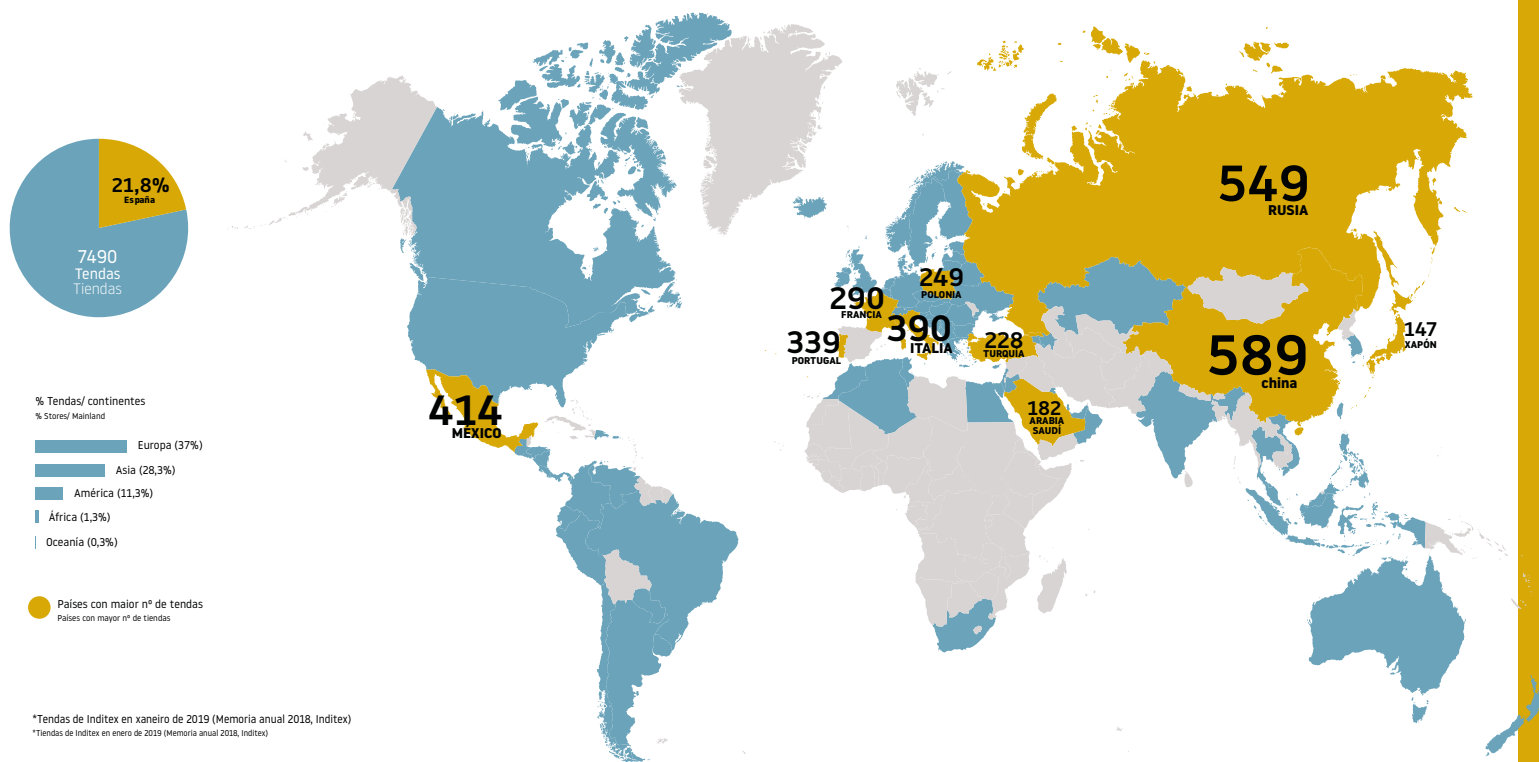 21,8%
España
7490
Tendas
Tiendas
% Tendas/ continentes
% Stores/ Mainland
Europa (37%)
Asia (28,3%)
América (11,3%)
África (1,3%)
Oceanía (0,3%)
Países con maior nº de tendas
Países con mayor nº de tiendas
*Tendas de Inditex en xaneiro de 2019 (Memoria anual 2018, Inditex)
*Tiendas de Inditex en enero de 2019 (Memoria anual 2018, Inditex)
414
MÉXICO
549
RUSIA
249
POLONIA
290
FRANCIA
390
ITALIA
339
PORTUGAL
228
TURQUÍA
589
china
147
XAPÓN
182
ARABIA
SAUDÍ